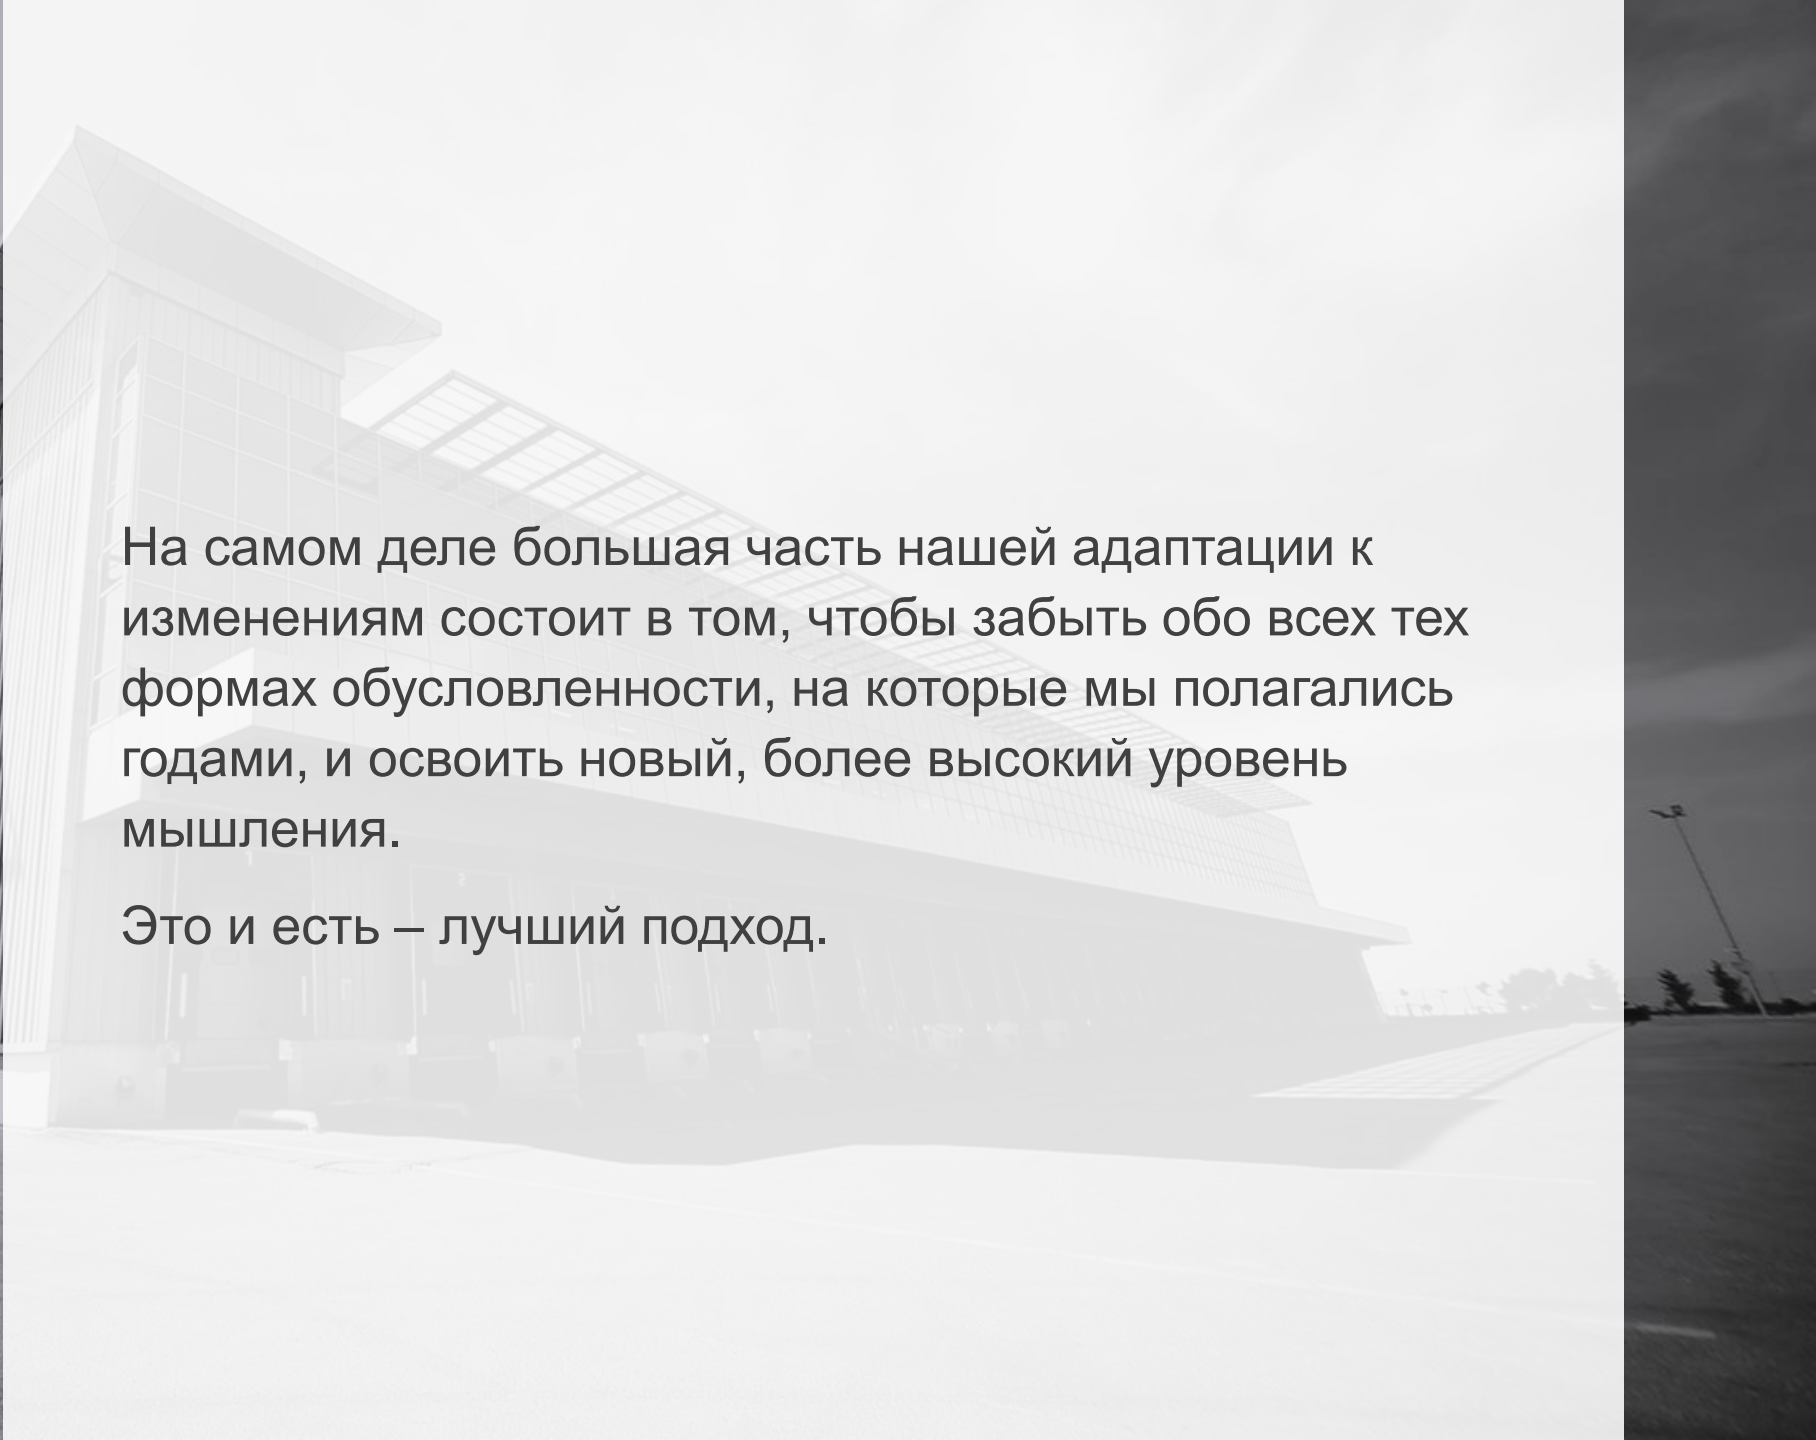 На самом деле большая часть нашей адаптации к
изменениям состоит в том, чтобы забыть обо всех тех
формах обусловленности, на которые мы полагались
годами, и освоить новый, более высокий уровень
мышления.
Это и есть – лучший подход.